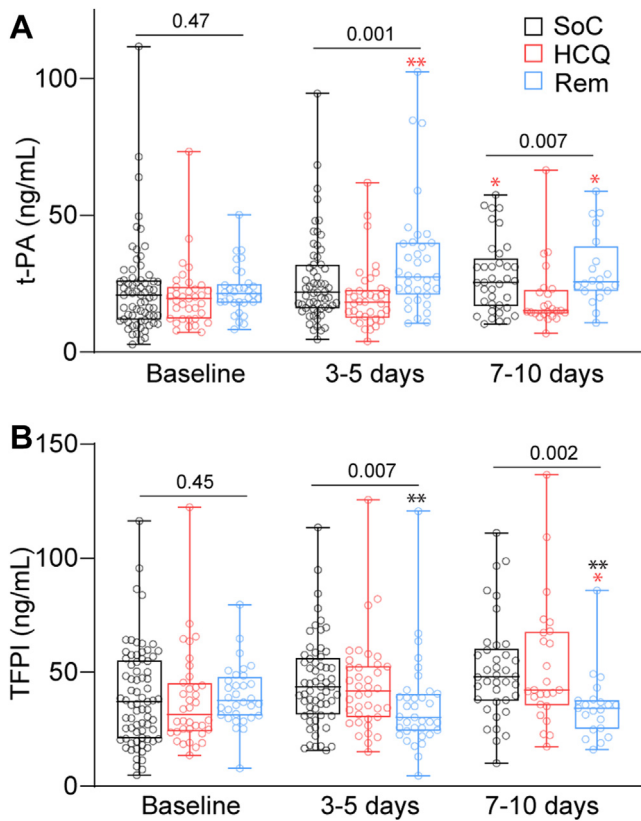 A
0.47
0.001
0.007
SoC
HCQ
Rem
**
*
*
t-PA (ng/mL)
100
50
0
Baseline
3-5 days
7-10 days
B
0.45
0.007
0.002
**
**
*
TFPI (ng/mL)
150
100
50
0
Baseline
3-5 days
7-10 days